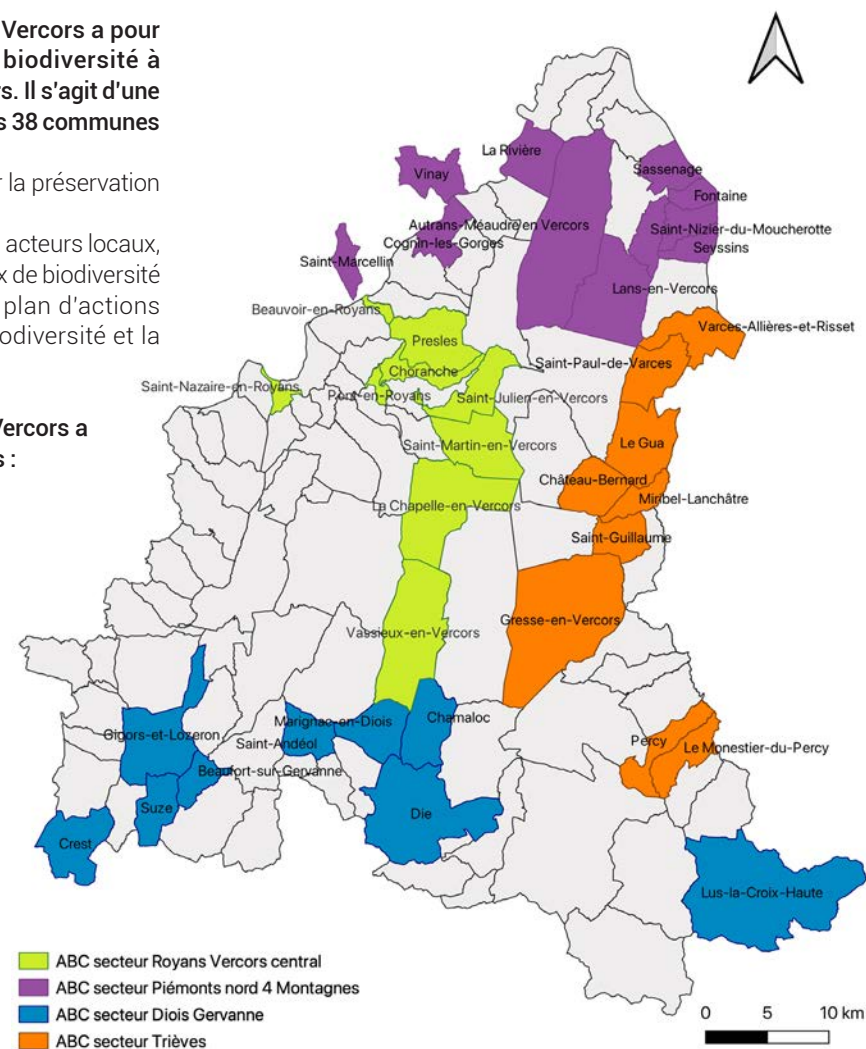 Vercors a pour
biodiversité à
rs. Il s'agit d'une
s 38 communes
r la préservation
acteurs locaux,
x de biodiversité
plan d'actions
odiversité et la
Vercors a
s :
La Rivière
Vinay
Sassenage
Fontaine
Autrans-Méaudre en Vercors
Saint-Nizier-du-Moucherotte
Cognin-les-Gorges
Seyssins
Saint-Marcellin
Lans-en-Vercors
Beauvoir-en-Royans
Varces-Allières-et-Risset
Presles
Saint-Paul-de-Varces
Choranche
Saint-Nazaire-en-Royans
Pont-en-Royans
Saint-Julien-en-Vercors
Saint-Martin-en-Vercors
Le Gua
Château-Bernard
La Chapelle-en-Vercors
Miribel-Lanchâtre
Saint-Guillaume
Vassieux-en-Vercors
Gresse-en-Vercors
Marignac-en-Diois
Chamaloc
Gigors-et-Lozeron
Saint-Andéol
Percy
Le Monestier-du-Percy
Beaufort-sur-Gervanne
Suze
Die
Crest
Lus-la-Croix-Haute
ABC secteur Royans Vercors central
ABC secteur Piémonts nord 4 Montagnes
ABC secteur Diois Gervanne
ABC secteur Trièves
0 5 10 km